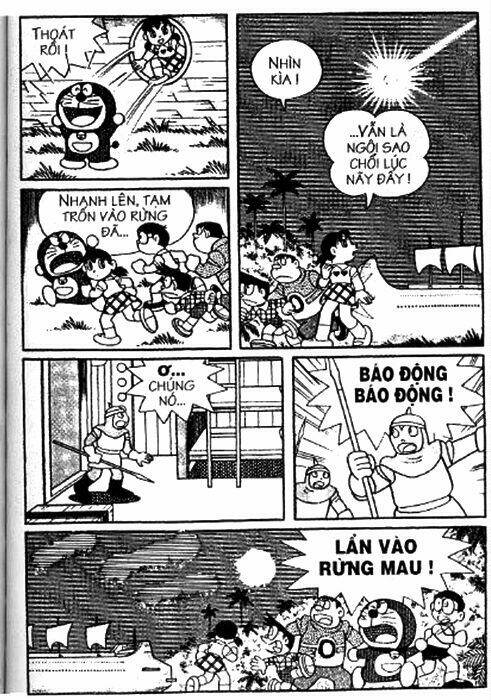 THOÁT
RỒI !
NHANH LÊN, TẠM
TRỐN VÀO RỪNG
ĐÃ...
NHÌN
KÌA !
...VẪN LÀ
NGÔI SAO
CHỔI LÚC
NÃY ĐẤY !
Ơ...
CHÚNG
NÓ...
BÁO ĐỘNG
BÁO ĐỘNG !
LẨN VÀO
RỪNG MAU !